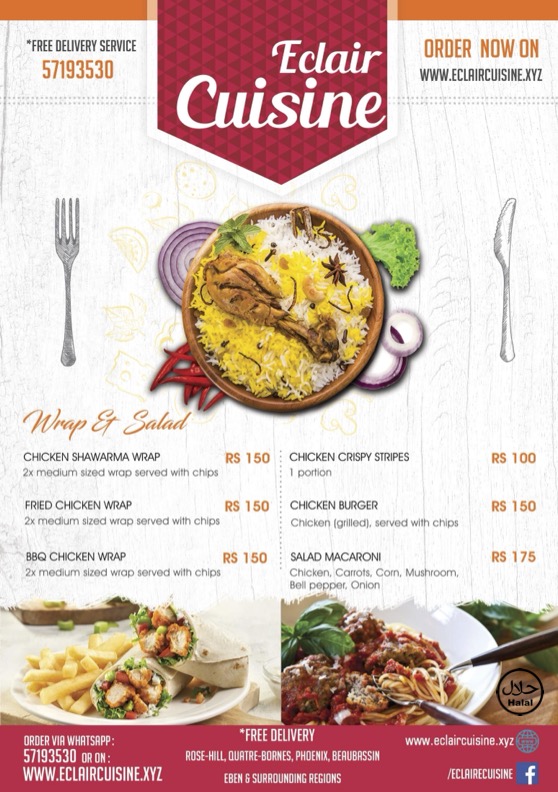 *FREE DELIVERY SERVICE
57193530
Eclair
Cuisine
ORDER NOW ON
WWW.ECLAIRCUISINE.XYZ
Wrap & Salad
CHICKEN SHAWARMA WRAP RS 150
2x medium sized wrap served with chips
FRIED CHICKEN WRAP RS 150
2x medium sized wrap served with chips
BBQ CHICKEN WRAP RS 150
2x medium sized wrap served with chips
CHICKEN CRISPY STRIPES RS 100
1 portion
CHICKEN BURGER RS 150
Chicken (grilled), served with chips
SALAD MACARONI RS 175
Chicken, Carrots, Corn, Mushroom,
Bell pepper, Onion
حلال
Halal
ORDER VIA WHATSAPP :
57193530 OR ON :
WWW.ECLAIRCUISINE.XYZ
*FREE DELIVERY
ROSE-HILL, QUATRE-BORNES, PHOENIX, BEAUBASSIN
EBEN & SURROUNDING REGIONS
www.eclaircuisine.xyz
/ECLAIRECUISINE